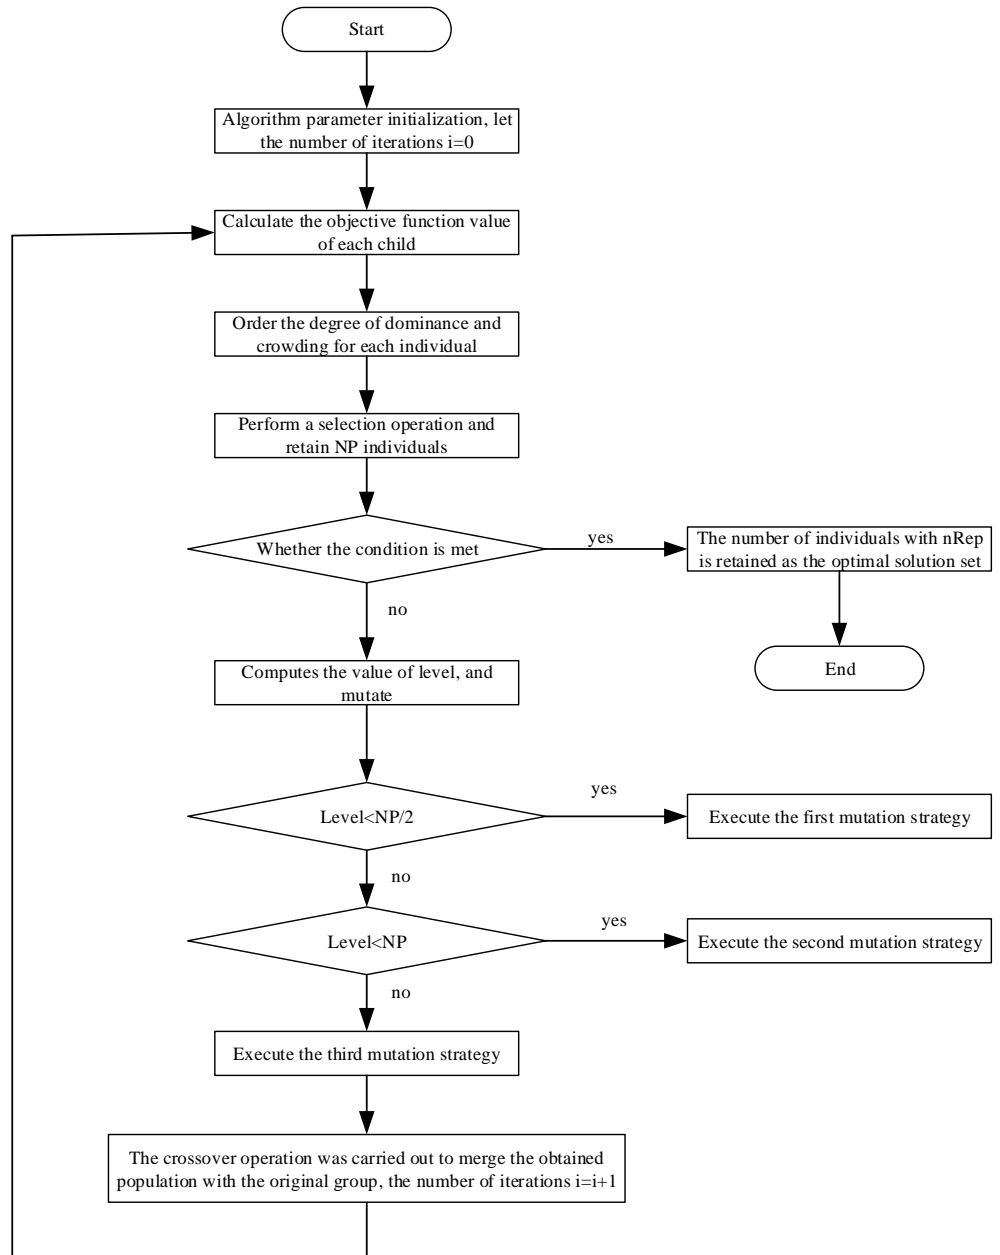 Start
Algorithm parameter initialization, let
the number of iterations i=0
Calculate the objective function value
of each child
Order the degree of dominance and
crowding for each individual
Perform a selection operation and
retain NP individuals
Whether the condition is met
yes
The number of individuals with nRep
is retained as the optimal solution set
no
End
Computes the value of level, and
mutate
Level<NP/2
yes
Execute the first mutation strategy
no
Level<NP
yes
Execute the second mutation strategy
no
Execute the third mutation strategy
The crossover operation was carried out to merge the obtained
population with the original group, the number of iterations i=i+1